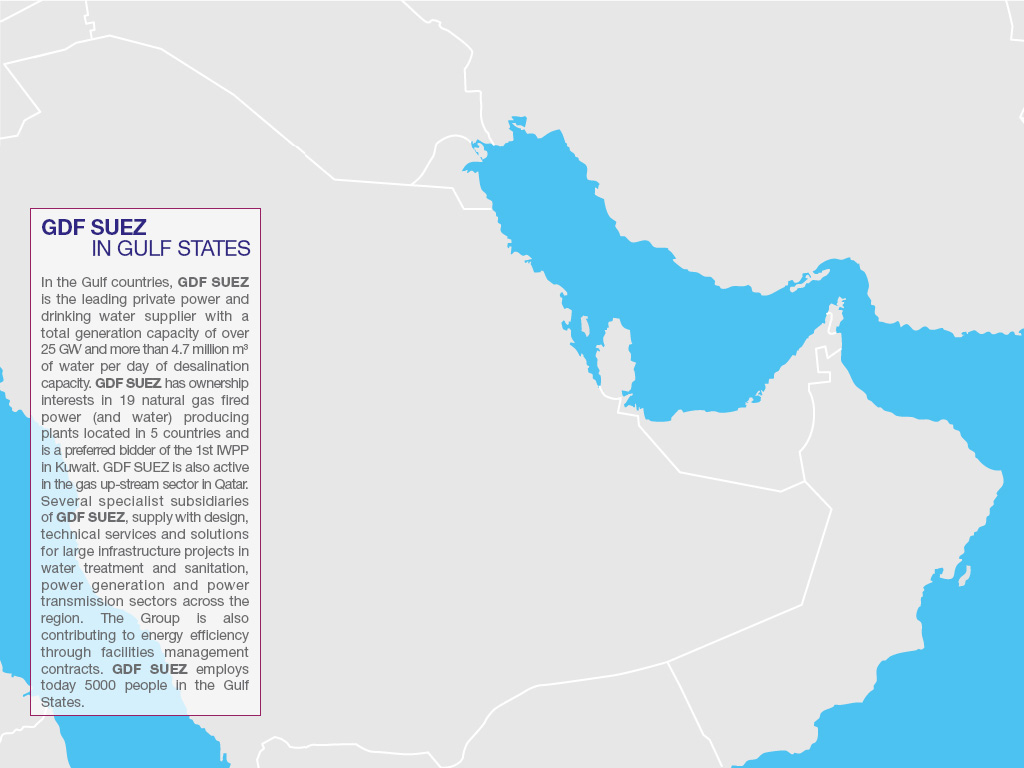 GDF SUEZ
IN GULF STATES
In the Gulf countries, GDF SUEZ
is the leading private power and
drinking water supplier with a
total generation capacity of over
25 GW and more than 4.7 million m³
of water per day of desalination
capacity. GDF SUEZ has ownership
interests in 19 natural gas fired
power (and water) producing
plants located in 5 countries and
is a preferred bidder of the 1st IWPP
in Kuwait. GDF SUEZ is also active
in the gas up-stream sector in Qatar.
Several specialist subsidiaries
of GDF SUEZ, supply with design,
technical services and solutions
for large infrastructure projects in
water treatment and sanitation,
power generation and power
transmission sectors across the
region. The Group is also
contributing to energy efficiency
through facilities management
contracts. GDF SUEZ employs
today 5000 people in the Gulf
States.